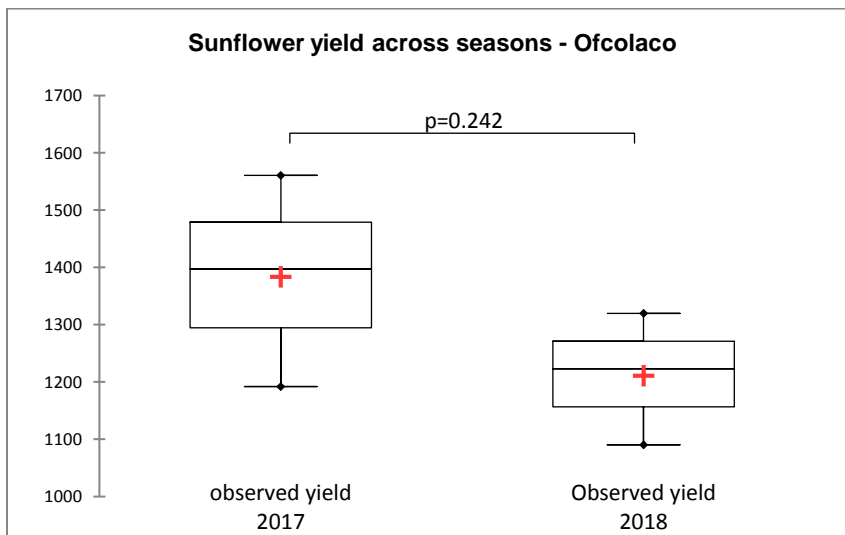 Sunflower yield across seasons - Ofcolaco
1700
p=0.242
1600
1500
1400
1300
1200
1100
1000
observed yield
2017
Observed yield
2018